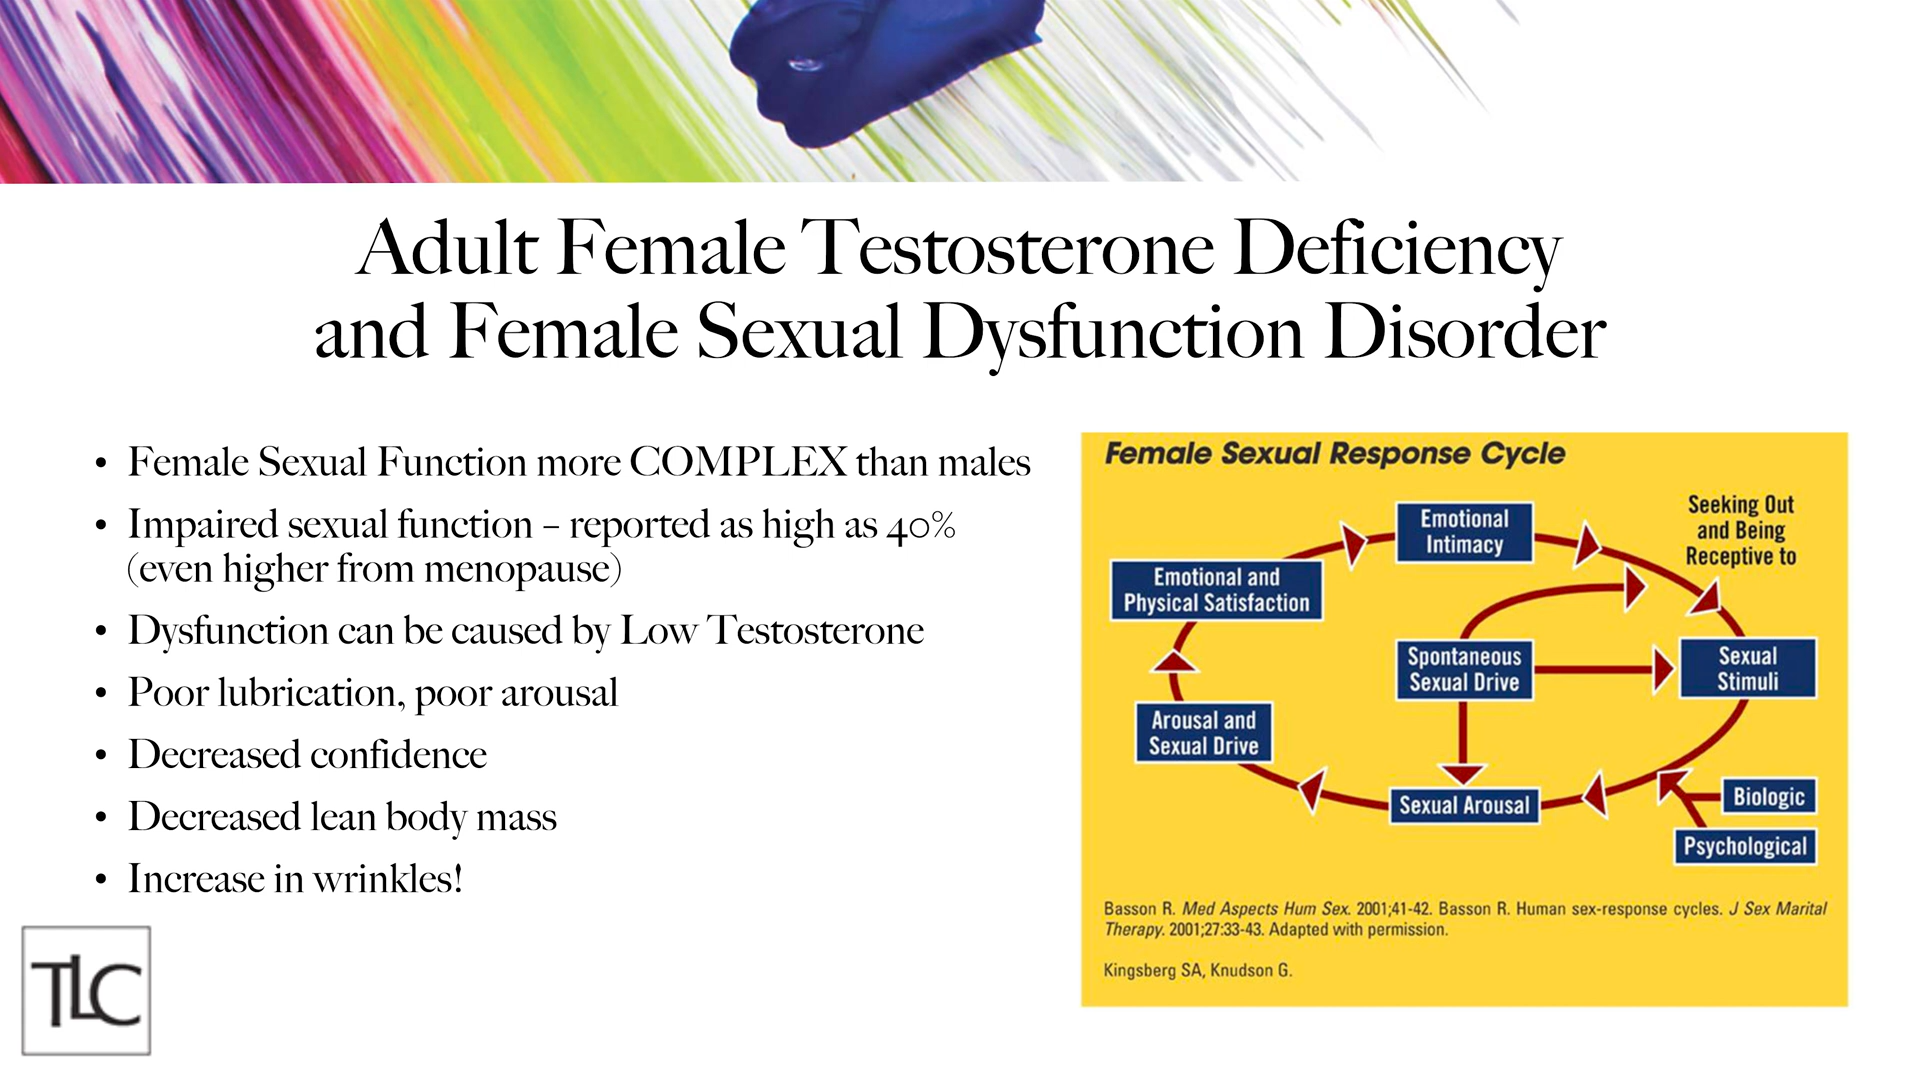 Adult Female Testosterone Deficiency
and Female Sexual Dysfunction Disorder
• Female Sexual Function more COMPLEX than males
• Impaired sexual function – reported as high as 40%
(even higher from menopause)
• Dysfunction can be caused by Low Testosterone
• Poor lubrication, poor arousal
• Decreased confidence
• Decreased lean body mass
• Increase in wrinkles!
TLC
Female Sexual Response Cycle
Emotional
Intimacy
Seeking Out
and Being
Receptive to
Emotional and
Physical Satisfaction
Spontaneous
Sexual Drive
Sexual
Stimuli
Arousal and
Sexual Drive
Sexual Arousal
Biologic
Psychological
Basson R. Med Aspects Hum Sex. 2001;41-42. Basson R. Human sex-response cycles. J Sex Marital
Therapy. 2001;27:33-43. Adapted with permission.
Kingsberg SA, Knudson G.